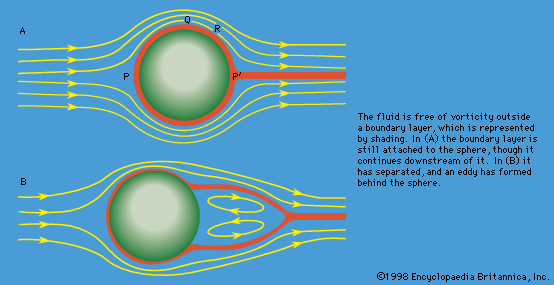 A
Q
R
P
P'
The fluid is free of vorticity outside
a boundary layer, which is represented
by shading. In (A) the boundary layer is
still attached to the sphere, though it
continues downstream of it. In (B) it
has separated, and an eddy has formed
behind the sphere.
B
©1998 Encyclopaedia Britannica, Inc.